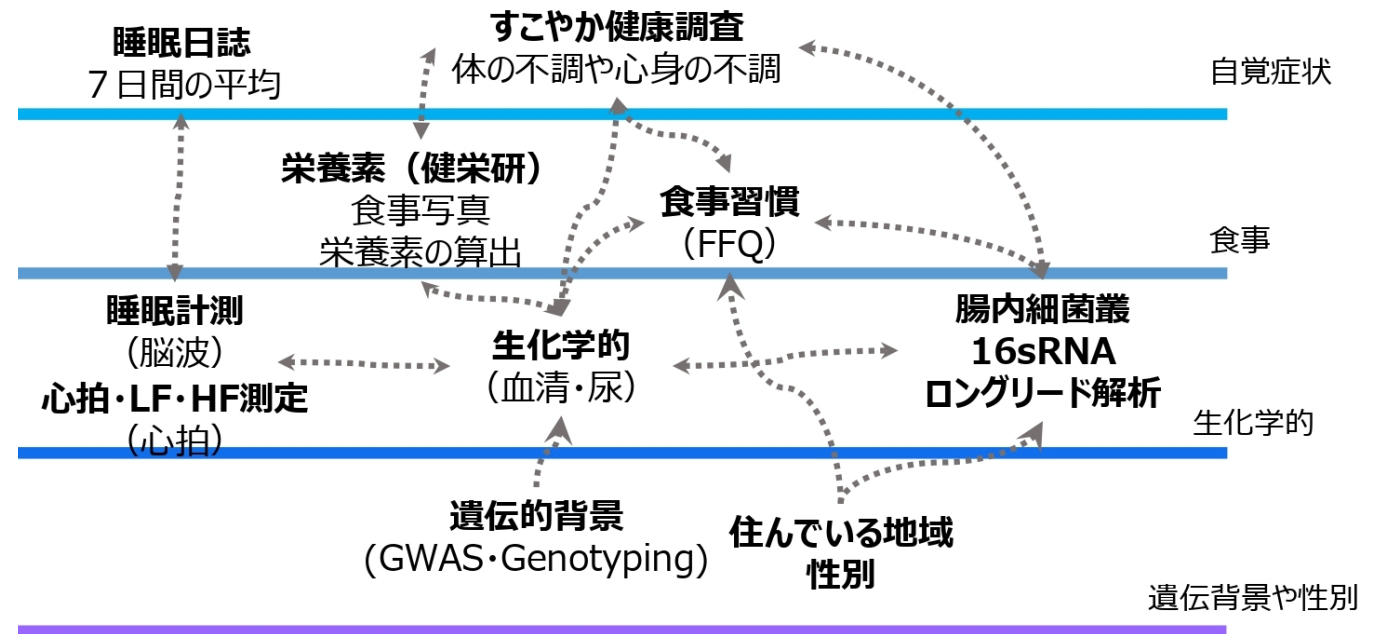 睡眠日誌
７日間の平均
すこやか健康調査
体の不調や心身の不調
自覚症状
栄養素（健栄研）
食事写真
栄養素の算出
食事習慣
（FFQ）
食事
睡眠計測
（脳波）
心拍・LF・HF測定
（心拍）
生化学的
（血清・尿）
腸内細菌叢
16sRNA
ロングリード解析
生化学的
遺伝的背景
(GWAS・Genotyping)
住んでいる地域
性別
遺伝背景や性別